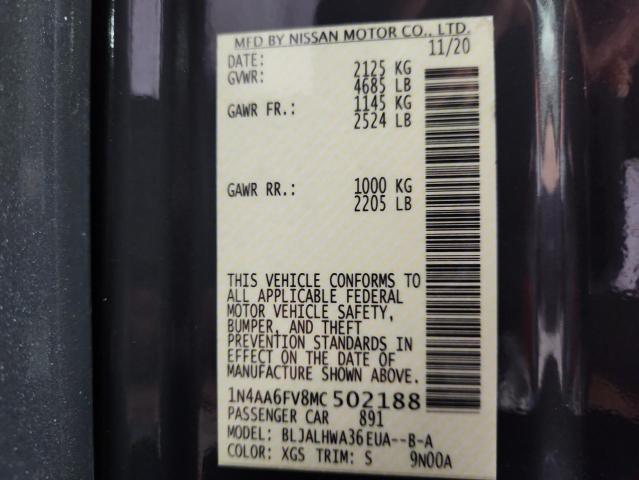 MFD BY NISSAN MOTOR CO., LTD.
DATE: 11/20
GVWR: 2125 KG
4685 LB
GAWR FR.: 1145 KG
2524 LB
GAWR RR.: 1000 KG
2205 LB
THIS VEHICLE CONFORMS TO
ALL APPLICABLE FEDERAL
MOTOR VEHICLE SAFETY,
BUMPER, AND THEFT
PREVENTION STANDARDS IN
EFFECT ON THE DATE OF
MANUFACTURE SHOWN ABOVE.
1N4AA6FV8MC502188
PASSENGER CAR 891
MODEL: BLJALHWA36EUA--B-A
COLOR: XGS TRIM: S 9N00A